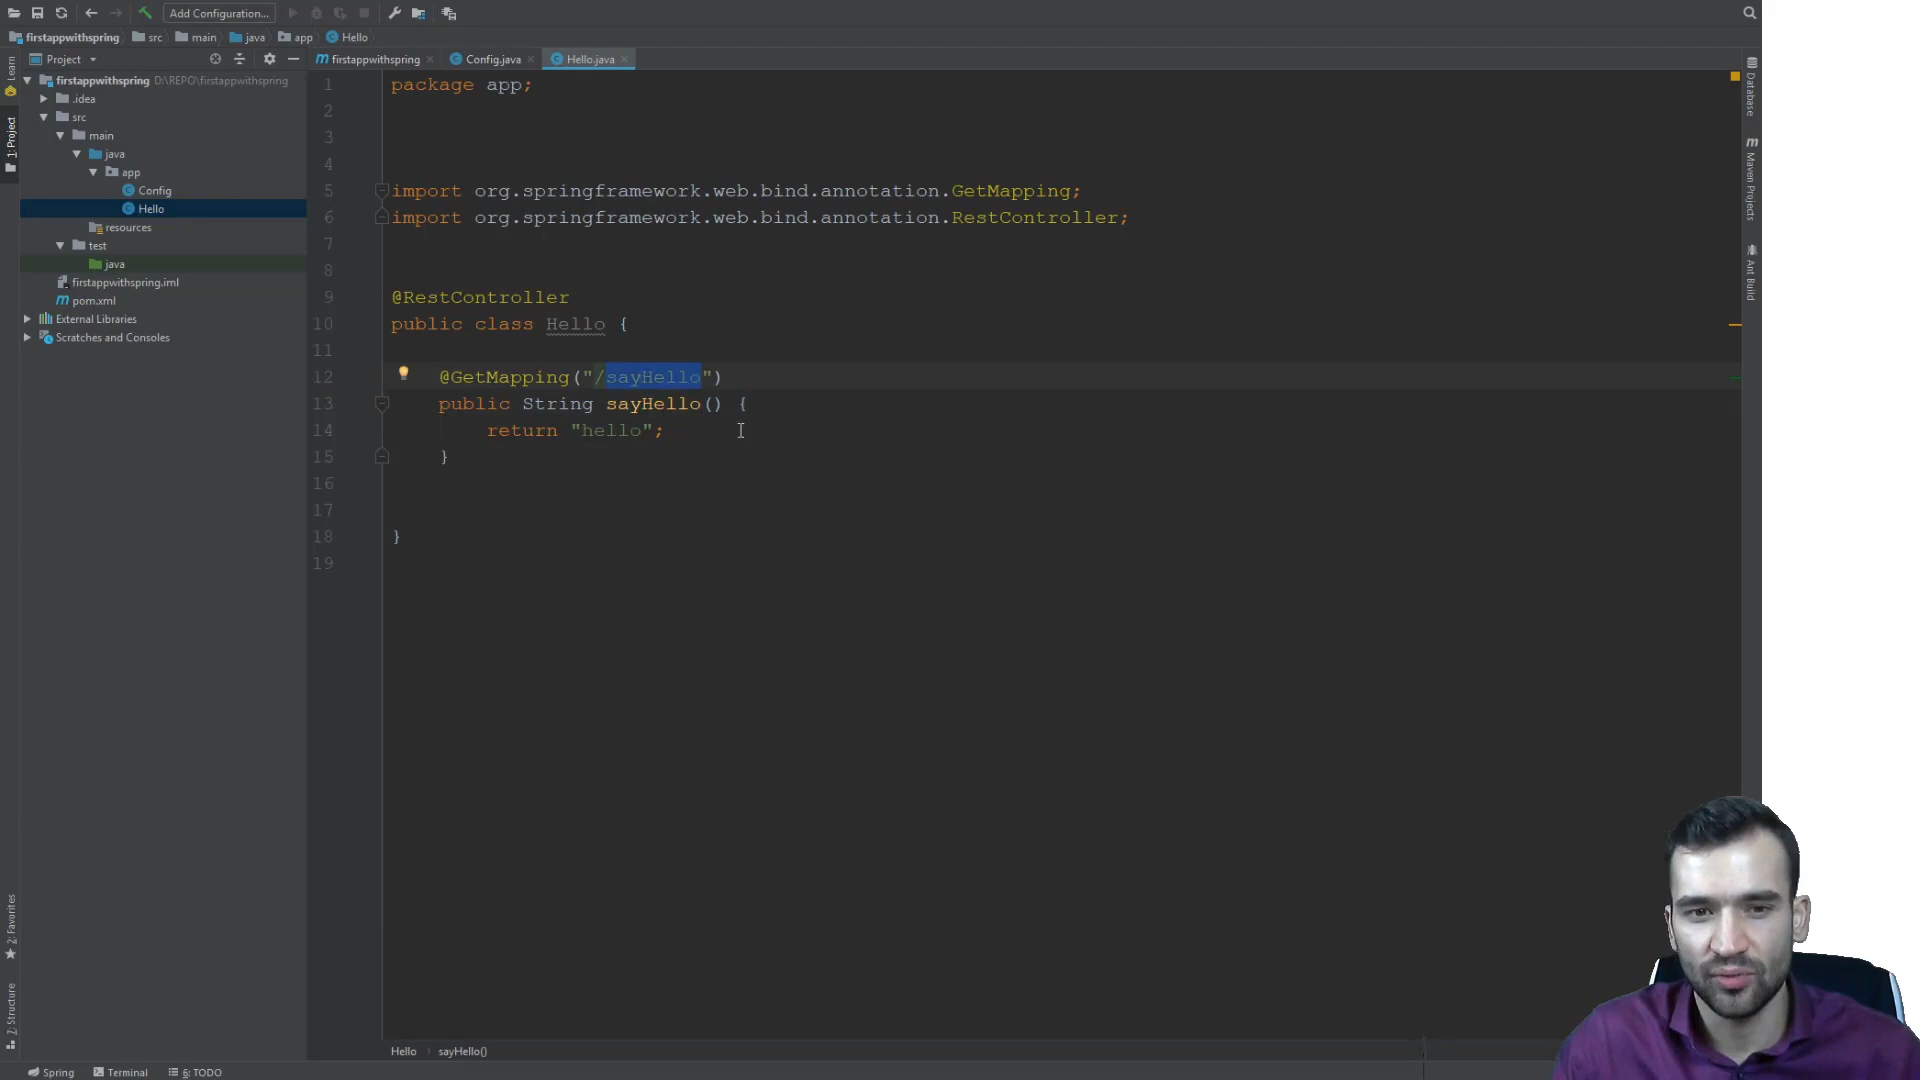 Add Configuration...
firstappwithspring
src
main
java
app
Hello
Project
firstappwithspring
Config.java
Hello.java
Learn
1: Project
2: Favorites
7: Structure
firstappwithspring D:\REPO\firstappwithspring
.idea
src
main
java
app
Config
Hello
resources
test
java
firstappwithspring.iml
pom.xml
External Libraries
Scratches and Consoles
1 package app;
2
3
4
5 import org.springframework.web.bind.annotation.GetMapping;
6 import org.springframework.web.bind.annotation.RestController;
7
8
9 @RestController
10 public class Hello {
11
12 @GetMapping("/sayHello")
13 public String sayHello() {
14 return "hello";
15 }
16
17
18 }
19
Database
Maven Projects
Ant Build
Hello
sayHello()
Spring
Terminal
6: TODO